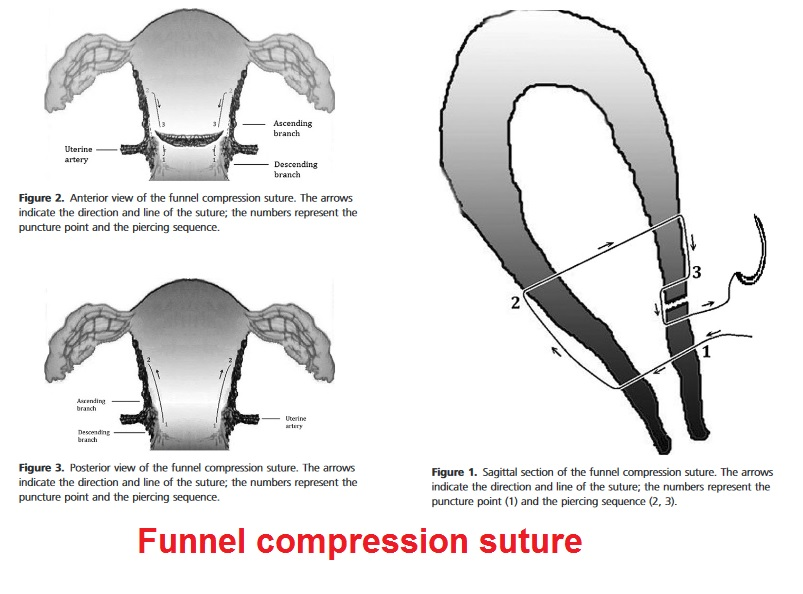 2
2
3
3
1
1
Ascending
branch
Uterine
artery
Descending
branch
Figure 2. Anterior view of the funnel compression suture. The arrows
indicate the direction and line of the suture; the numbers represent the
puncture point and the piercing sequence.
2
2
Ascending
branch
Descending
branch
1
1
Uterine
artery
Figure 3. Posterior view of the funnel compression suture. The arrows
indicate the direction and line of the suture; the numbers represent the
puncture point and the piercing sequence.
3
2
1
Figure 1. Sagittal section of the funnel compression suture. The arrows
indicate the direction and line of the suture; the numbers represent the
puncture point (1) and the piercing sequence (2, 3).
Funnel compression suture